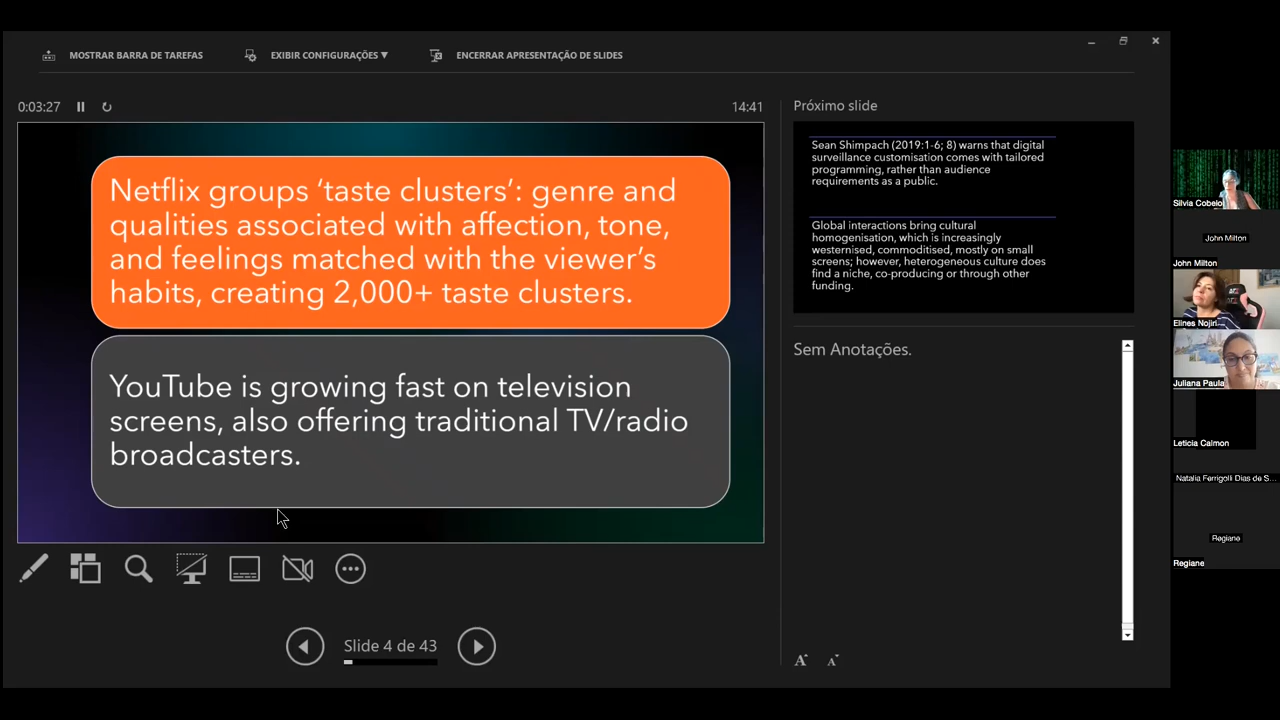 MOSTRAR BARRA DE TAREFAS
EXIBIR CONFIGURAÇÕES ▼
ENCERRAR APRESENTAÇÃO DE SLIDES
0:03:27
14:41
Netflix groups ‘taste clusters’: genre and
qualities associated with affection, tone,
and feelings matched with the viewer’s
habits, creating 2,000+ taste clusters.
YouTube is growing fast on television
screens, also offering traditional TV/radio
broadcasters.
Slide 4 de 43
Próximo slide
Sean Shimpach (2019:1-6; 8) warns that digital
surveillance customisation comes with tailored
programming, rather than audience
requirements as a public.
Global interactions bring cultural
homogenisation, which is increasingly
westernised, commoditised, mostly on small
screens; however, heterogeneous culture does
find a niche, co-producing or through other
funding.
Sem Anotações.
A A
Silvia Cobelo
John Milton
John Milton
Elines Nojiri
Juliana Paula
Leticia Calmon
Natalia Ferrigolli Dias de S...
Regiane
Regiane